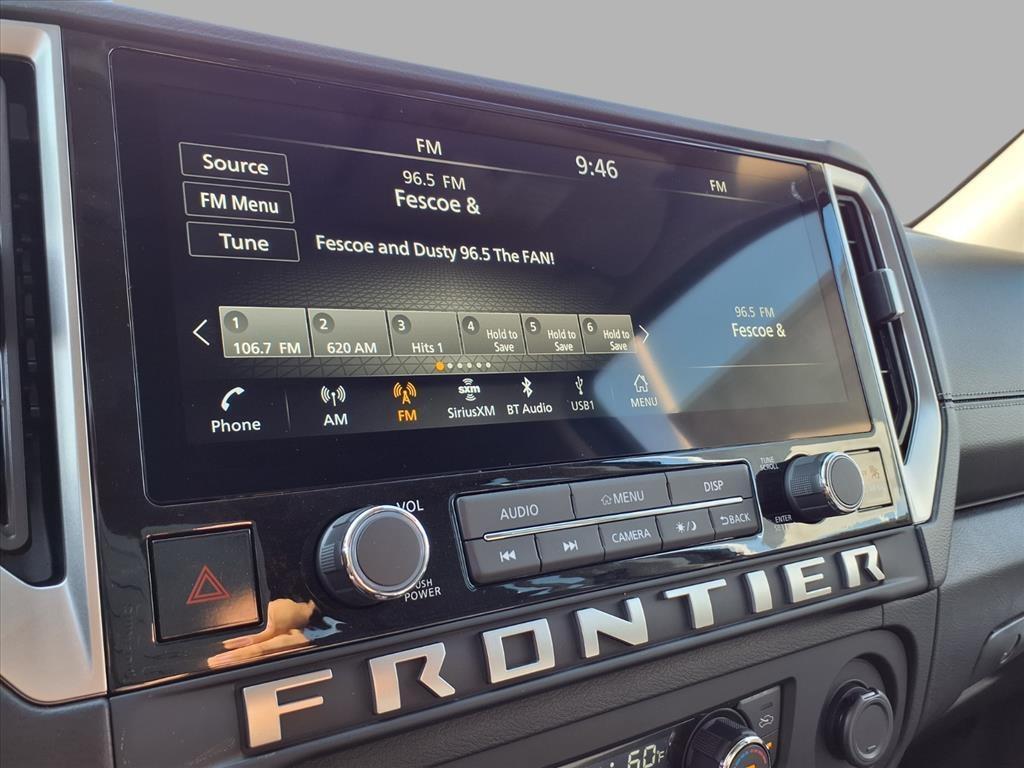 FM
9:46
FM
Source
96.5 FM
Fescoe &
FM Menu
Tune
Fescoe and Dusty 96.5 The FAN!
96.5 FM
Fescoe &
1 2 3 4 5 6
106.7 FM 620 AM Hits 1 Hold to Save Hold to Save Hold to Save
Phone AM FM sxm SiriusXM BT Audio USB1 MENU
VOL
PUSH
POWER
AUDIO MENU DISP
CAMERA BACK
TUNE
SCROLL
ENTER
FRONTIER
60°F